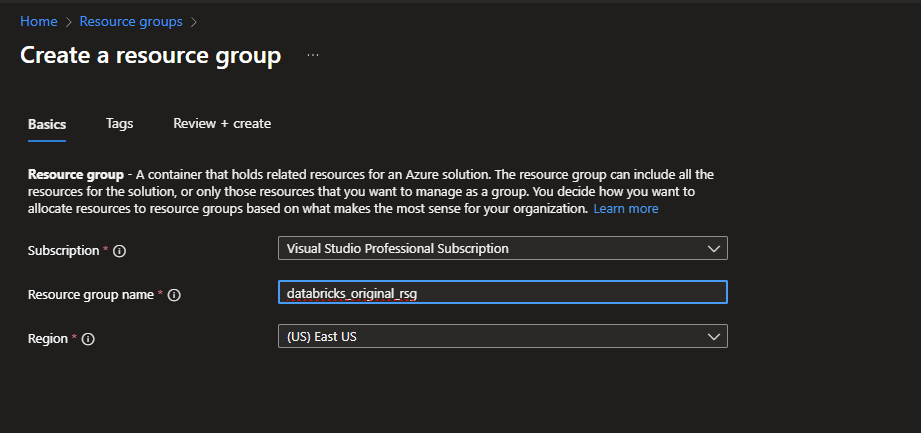 Home > Resource groups >
Create a resource group ...
Basics Tags Review + create
Resource group - A container that holds related resources for an Azure solution. The resource group can include all the
resources for the solution, or only those resources that you want to manage as a group. You decide how you want to
allocate resources to resource groups based on what makes the most sense for your organization. Learn more
Subscription * Visual Studio Professional Subscription
Resource group name * databricks_original_rsg
Region * (US) East US